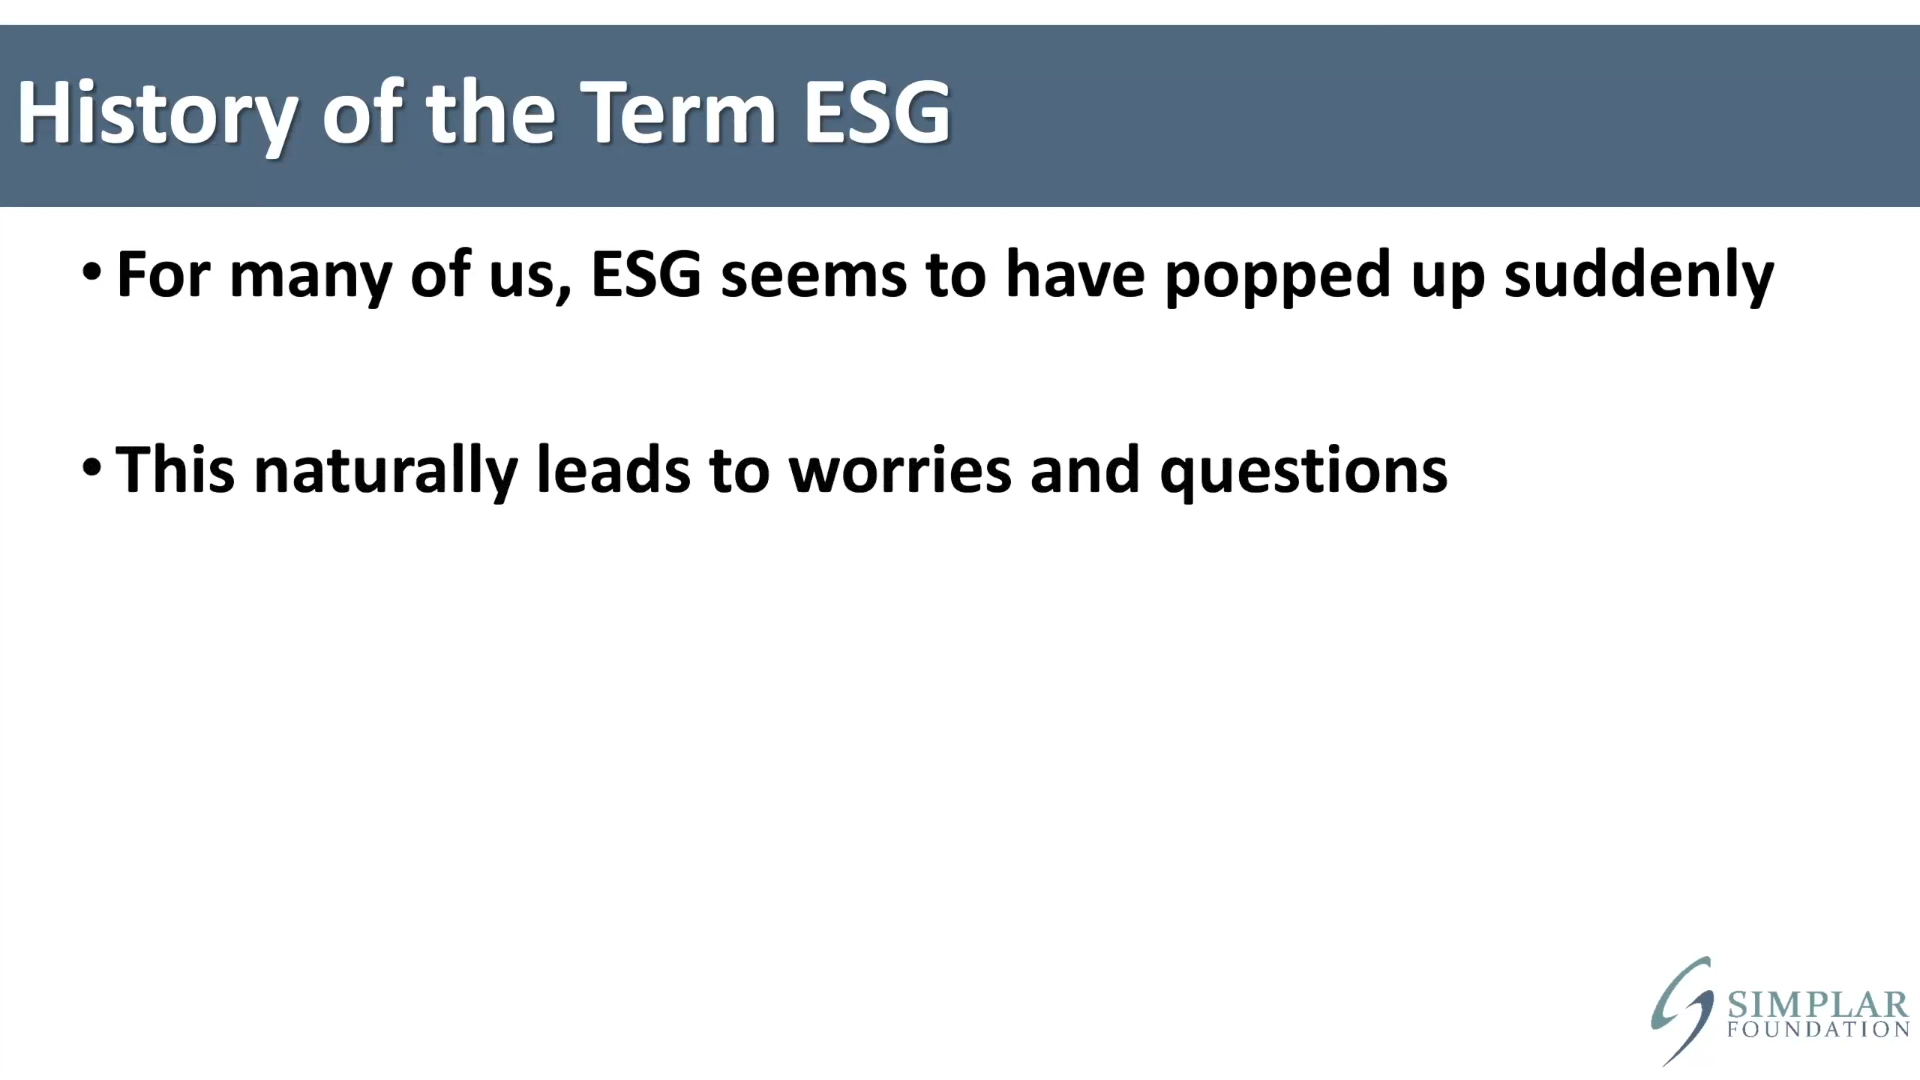 History of the Term ESG
• For many of us, ESG seems to have popped up suddenly
• This naturally leads to worries and questions
SIMPLAR
FOUNDATION